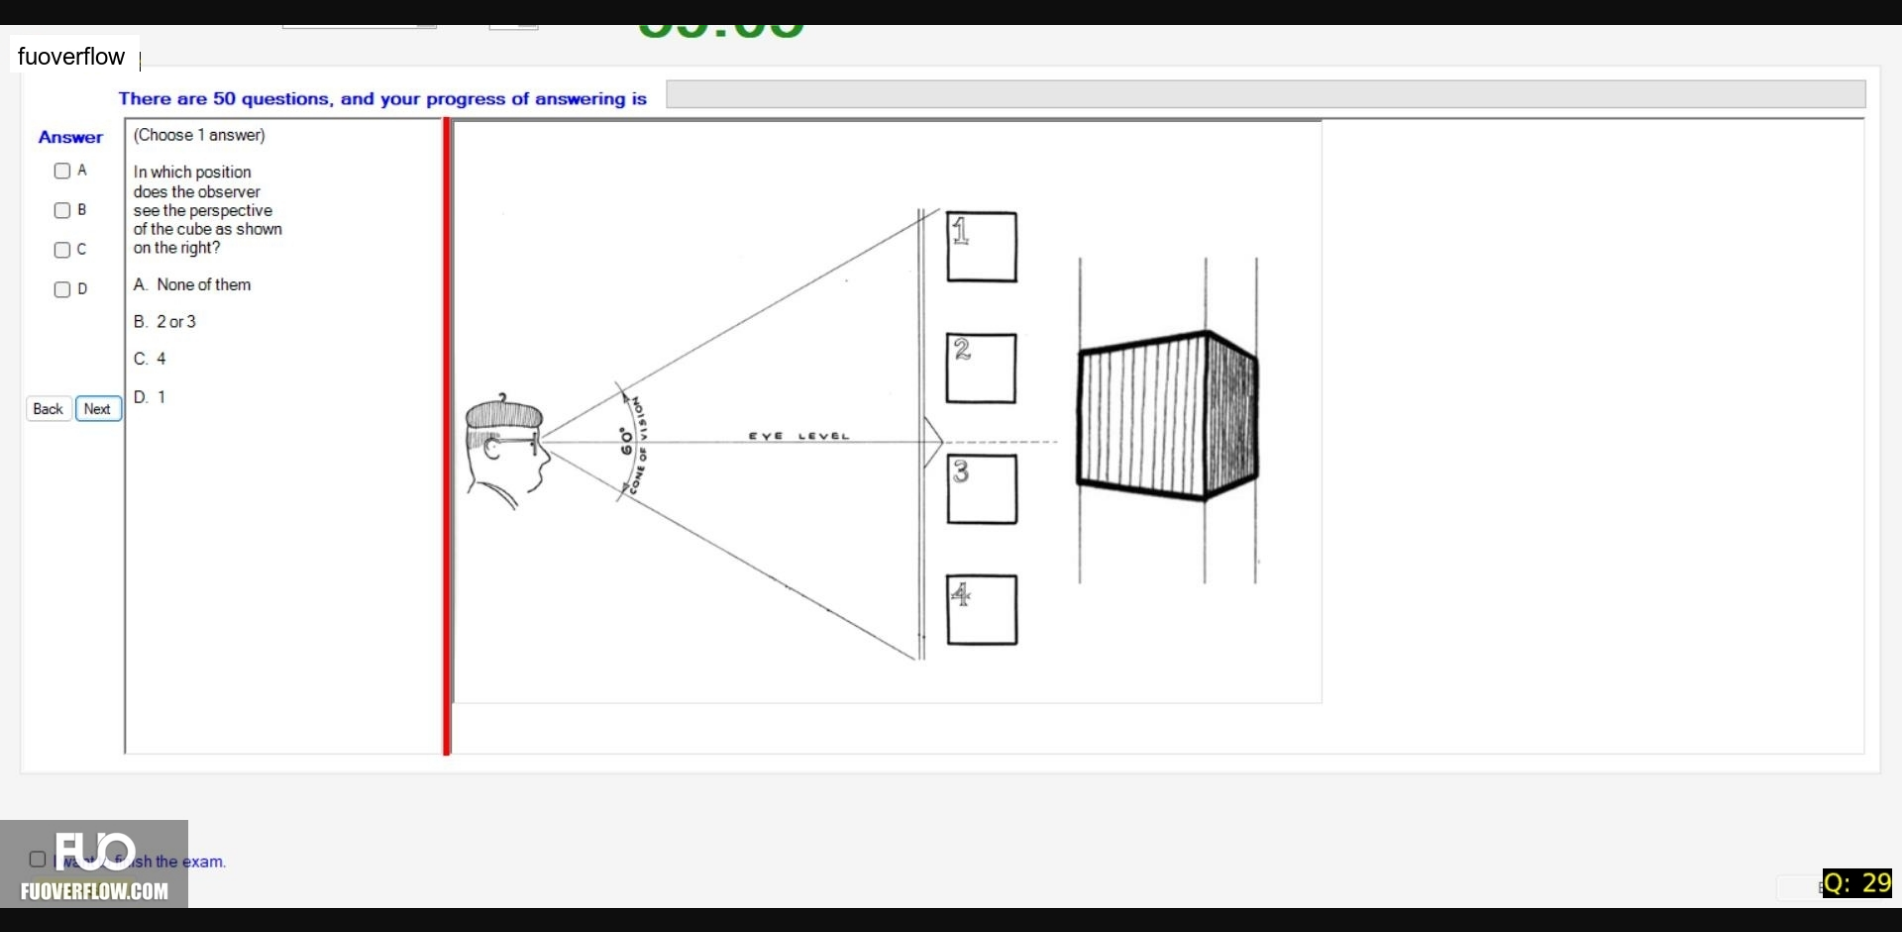 fuoverflow
There are 50 questions, and your progress of answering is
Answer
A
B
C
D
Back
Next
(Choose 1 answer)
In which position
does the observer
see the perspective
of the cube as shown
on the right?
A. None of them
B. 2 or 3
C. 4
D. 1
60°
CONE OF VISION
EYE LEVEL
1
2
3
4
FUO
finish the exam.
FUOVERFLOW.COM
Q: 29